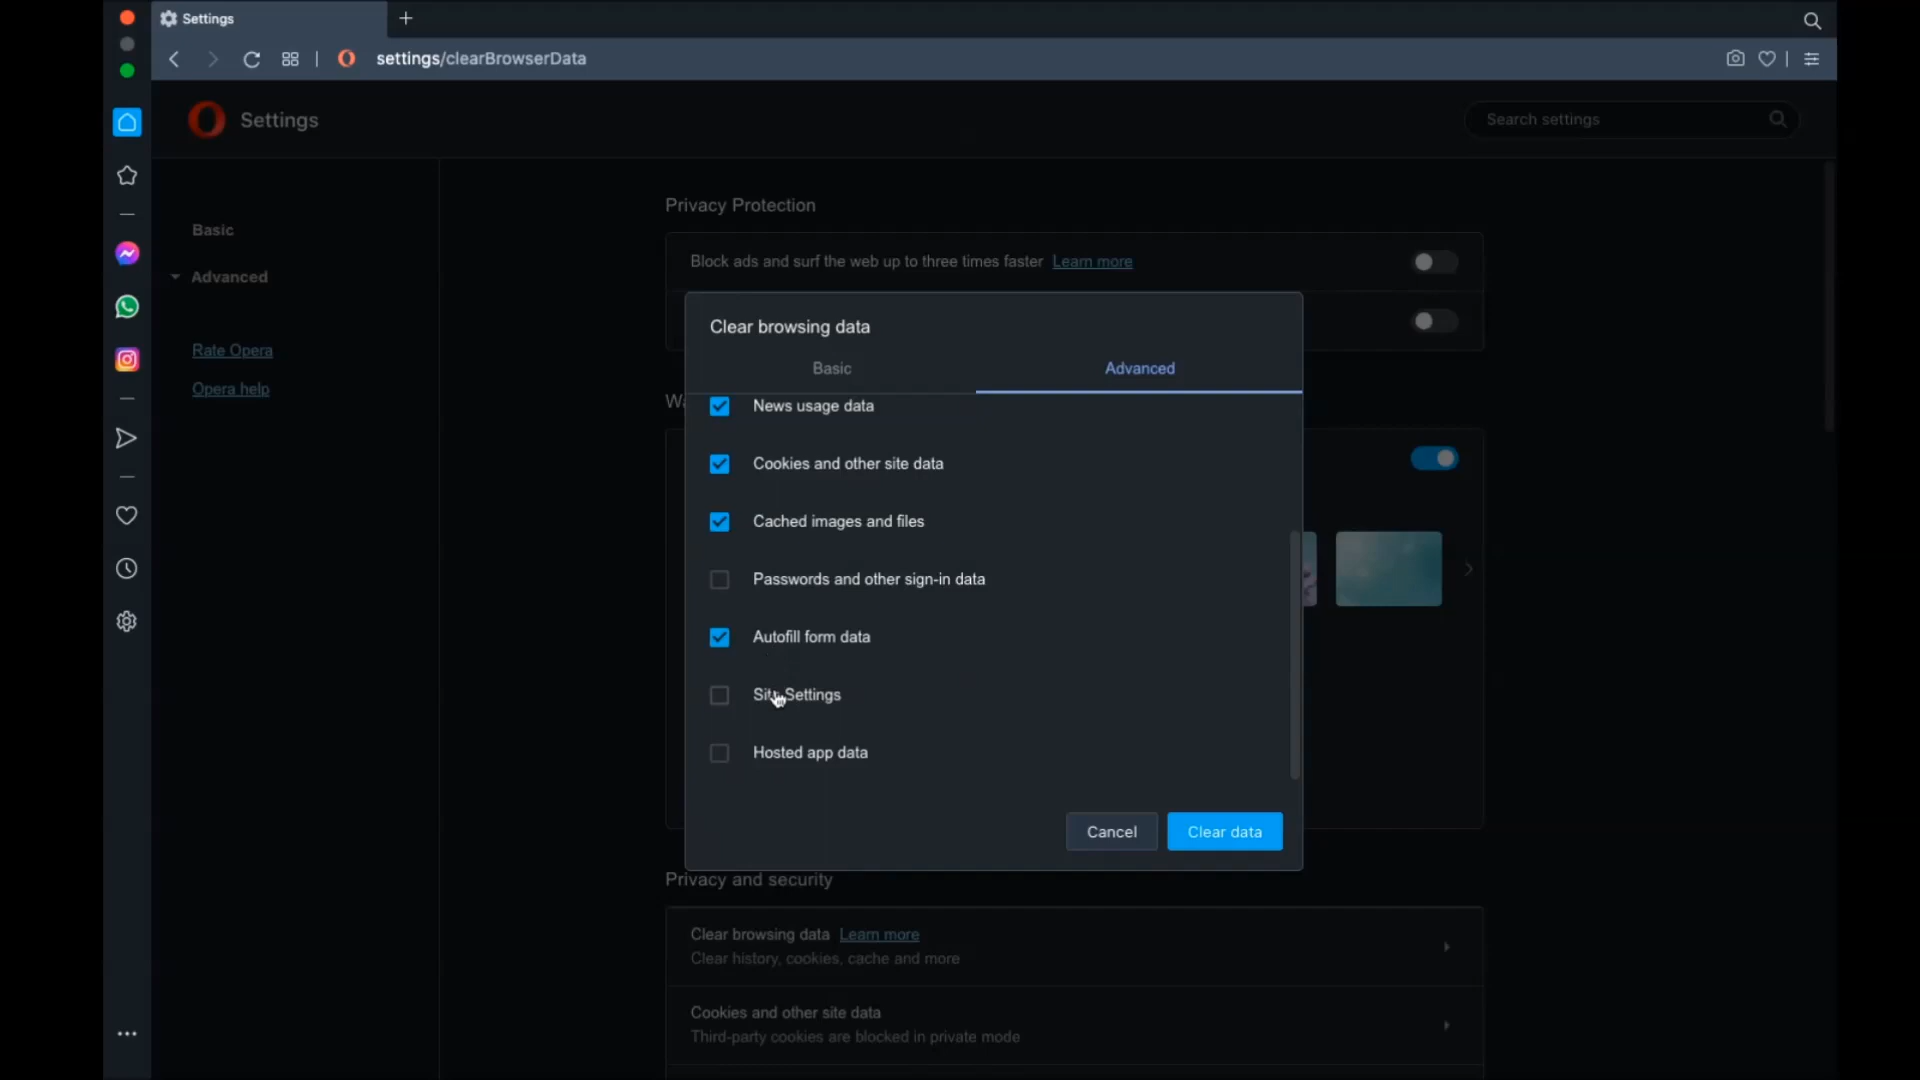 Settings
settings/clearBrowserData
Settings
Search settings
Basic
Advanced
Rate Opera
Opera help
Privacy Protection
Block ads and surf the web up to three times faster Learn more
Clear browsing data
Basic
Advanced
News usage data
Cookies and other site data
Cached images and files
Passwords and other sign-in data
Autofill form data
Site Settings
Hosted app data
Cancel
Clear data
Privacy and security
Clear browsing data Learn more
Clear history, cookies, cache and more
Cookies and other site data
Third-party cookies are blocked in private mode